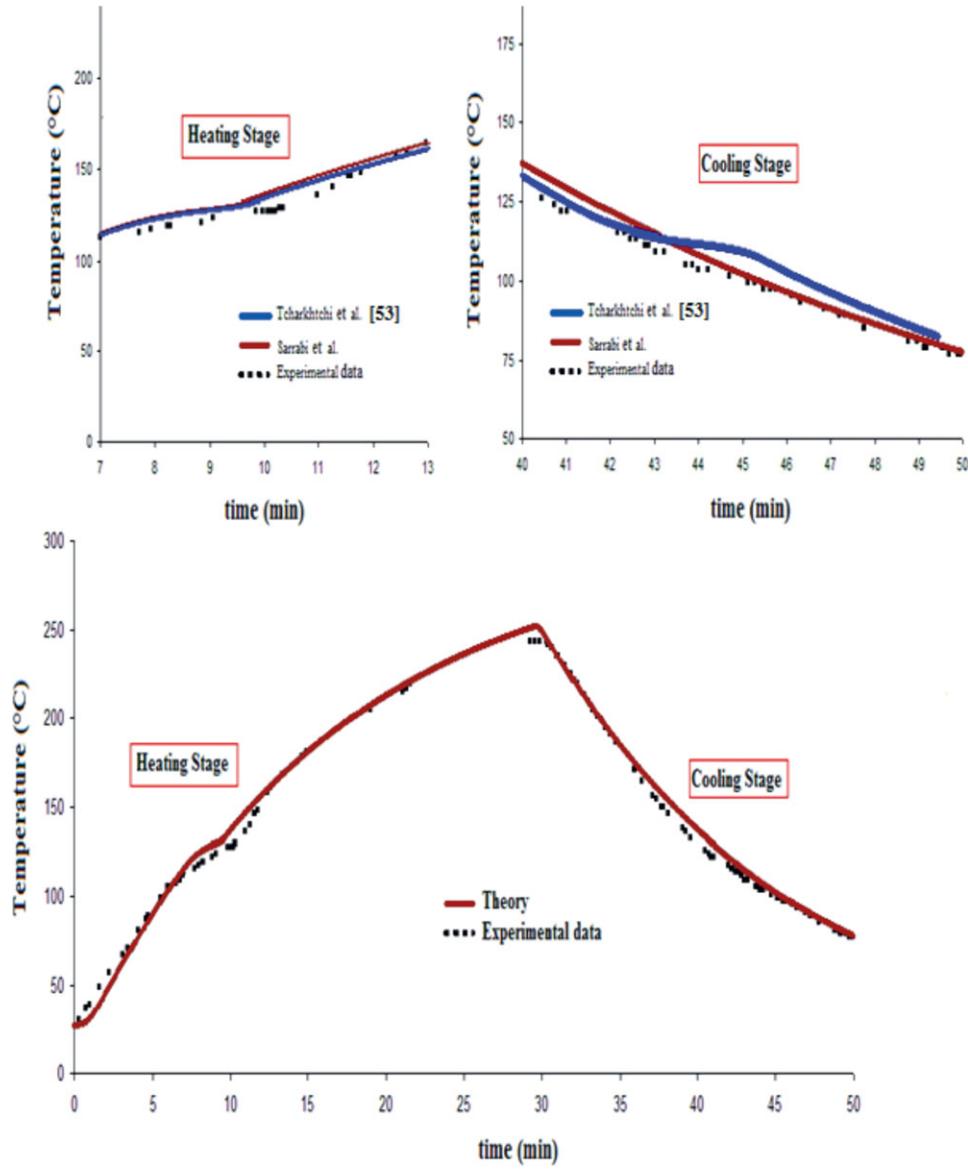 Temperature (°C)
200
150
100
50
0
Heating Stage
Tcharkhtchi et al. [53]
Sarrabi et al.
Experimental data
7 8 9 10 11 12 13
time (min)
Temperature (°C)
175
150
125
100
75
50
Cooling Stage
Tcharkhtchi et al. [53]
Sarrabi et al.
Experimental data
40 41 42 43 44 45 46 47 48 49 50
time (min)
Temperature (°C)
300
250
200
150
100
50
0
Heating Stage
Cooling Stage
Theory
Experimental data
0 5 10 15 20 25 30 35 40 45 50
time (min)